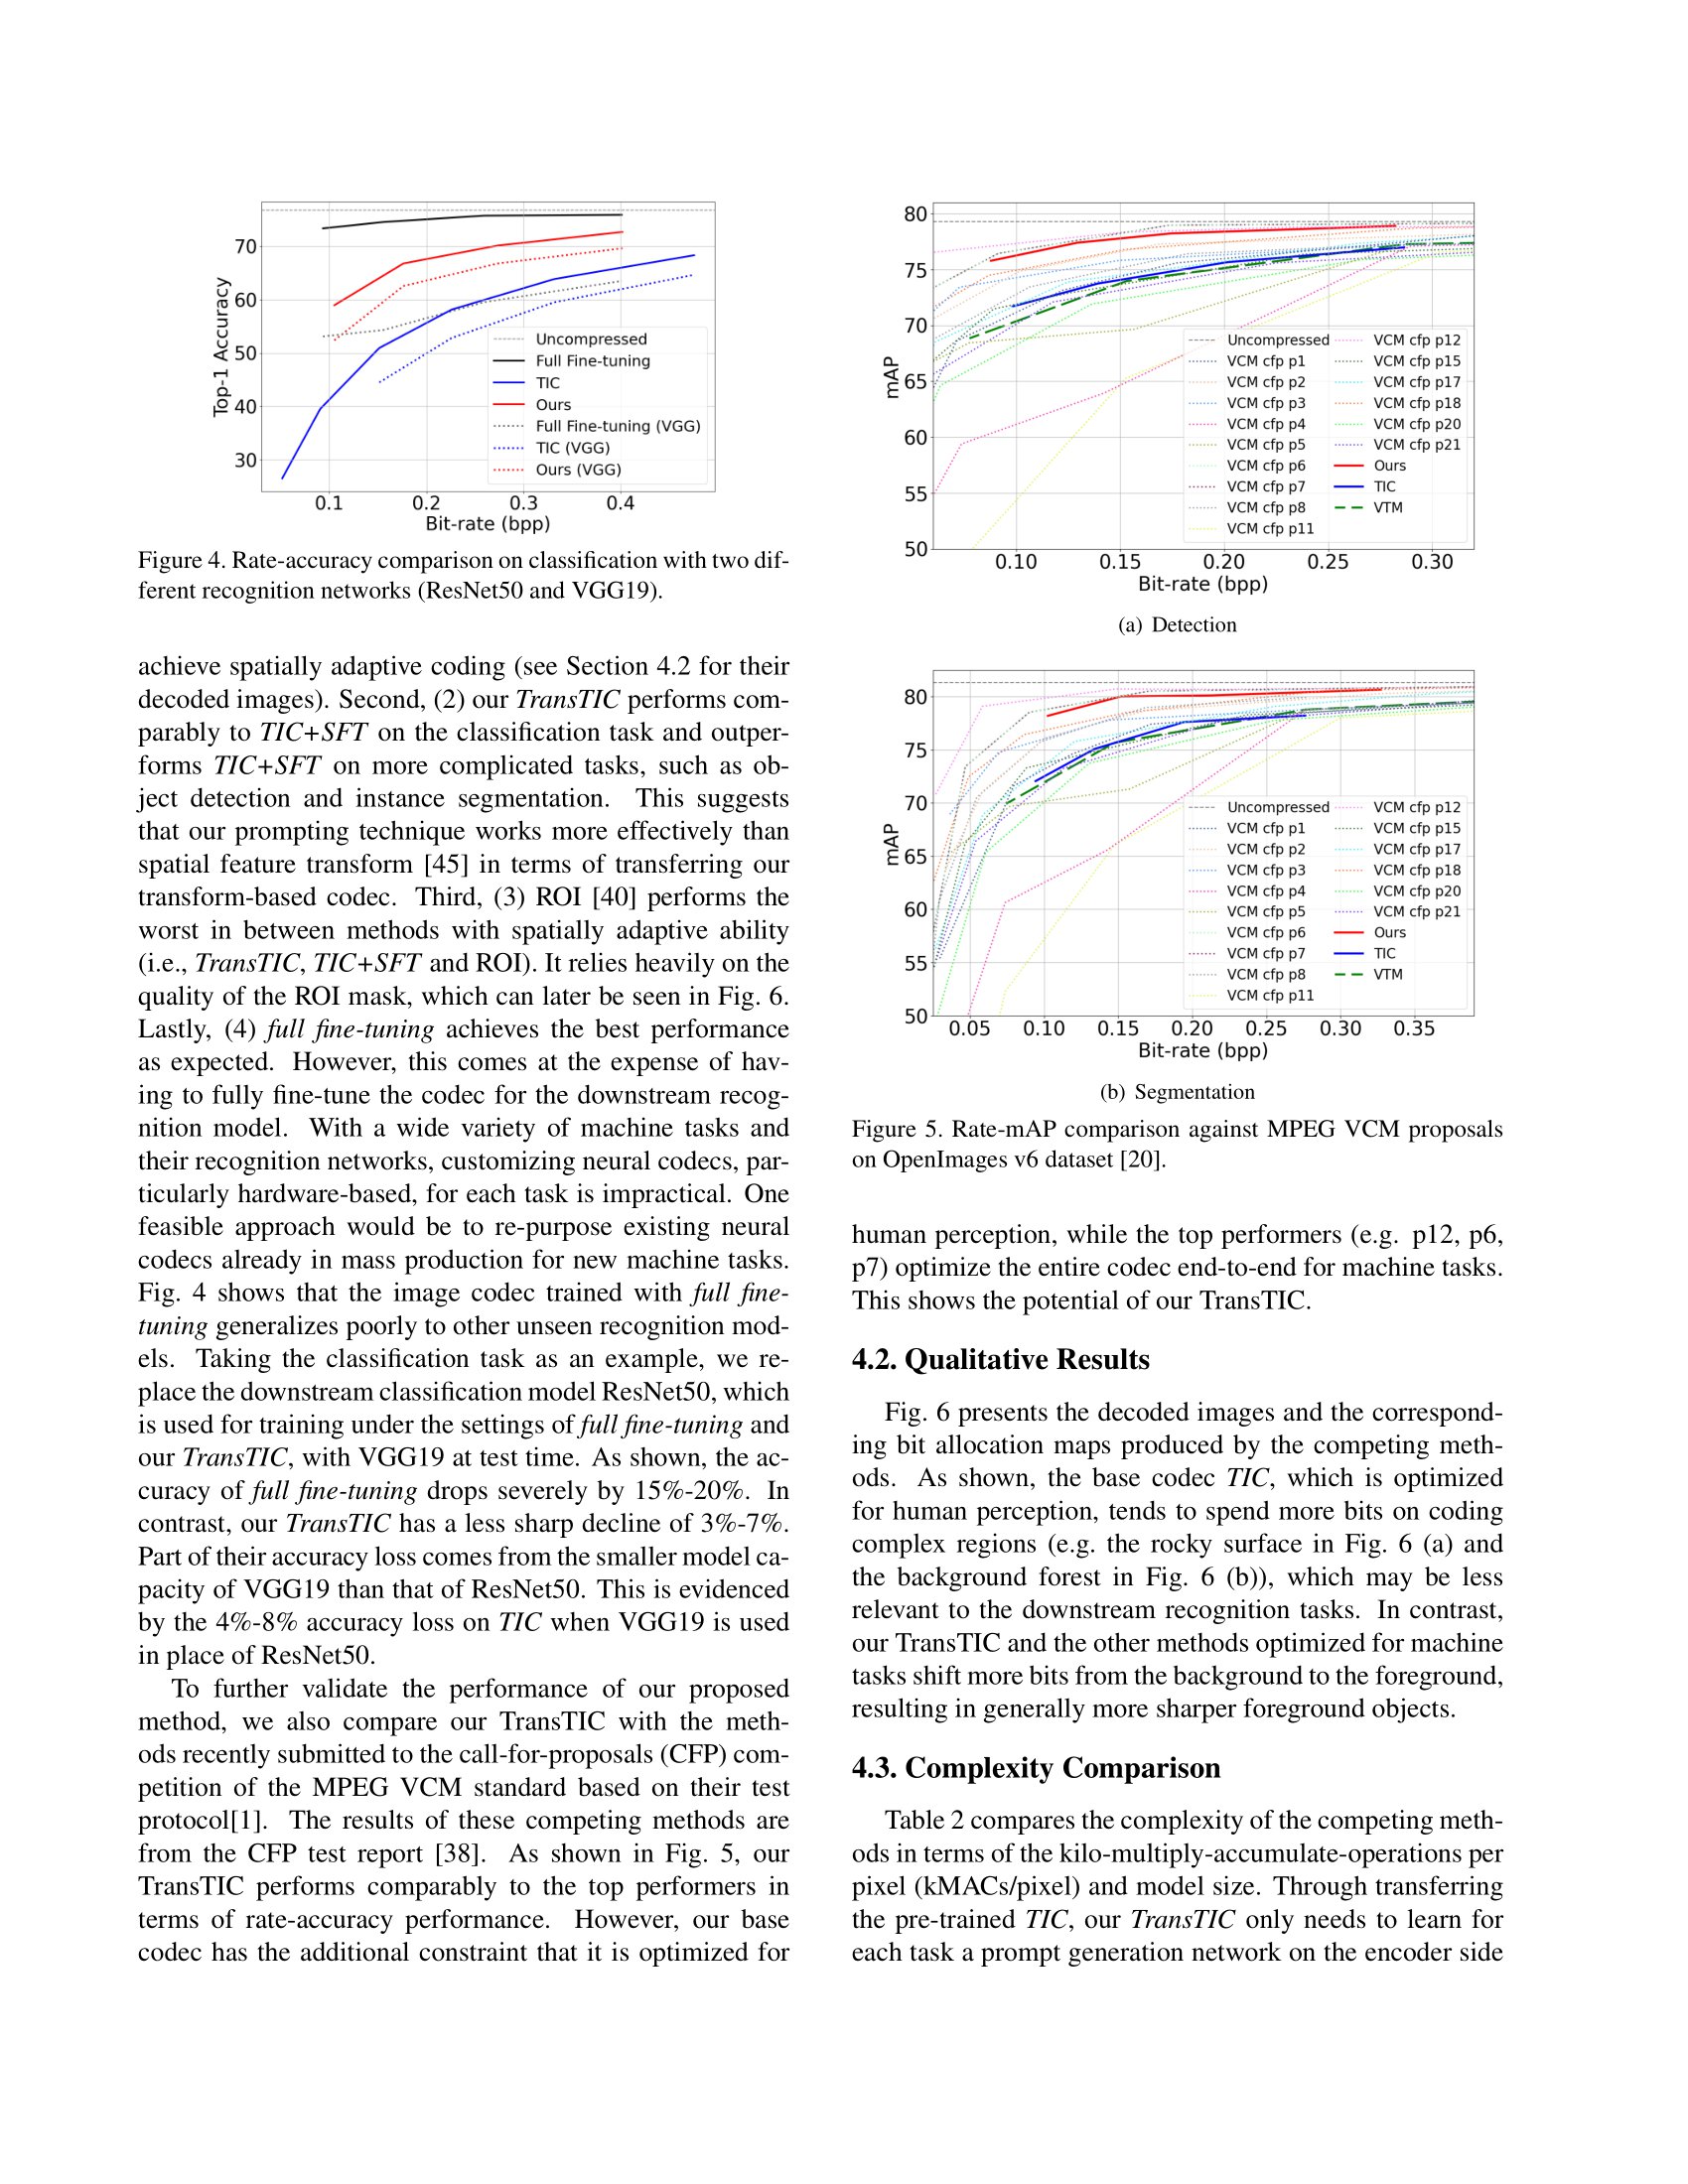 70
60
50
40
30
Top-1 Accuracy
Uncompressed
Full Fine-tuning
TIC
Ours
Full Fine-tuning (VGG)
TIC (VGG)
Ours (VGG)
0.1 0.2 0.3 0.4
Bit-rate (bpp)
Figure 4. Rate-accuracy comparison on classification with two dif-
ferent recognition networks (ResNet50 and VGG19).
achieve spatially adaptive coding (see Section 4.2 for their
decoded images). Second, (2) our TransTIC performs com-
parably to TIC+SFT on the classification task and outper-
forms TIC+SFT on more complicated tasks, such as ob-
ject detection and instance segmentation. This suggests
that our prompting technique works more effectively than
spatial feature transform [45] in terms of transferring our
transform-based codec. Third, (3) ROI [40] performs the
worst in between methods with spatially adaptive ability
(i.e., TransTIC, TIC+SFT and ROI). It relies heavily on the
quality of the ROI mask, which can later be seen in Fig. 6.
Lastly, (4) full fine-tuning achieves the best performance
as expected. However, this comes at the expense of hav-
ing to fully fine-tune the codec for the downstream recog-
nition model. With a wide variety of machine tasks and
their recognition networks, customizing neural codecs, par-
ticularly hardware-based, for each task is impractical. One
feasible approach would be to re-purpose existing neural
codecs already in mass production for new machine tasks.
Fig. 4 shows that the image codec trained with full fine-
tuning generalizes poorly to other unseen recognition mod-
els. Taking the classification task as an example, we re-
place the downstream classification model ResNet50, which
is used for training under the settings of full fine-tuning and
our TransTIC, with VGG19 at test time. As shown, the ac-
curacy of full fine-tuning drops severely by 15%-20%. In
contrast, our TransTIC has a less sharp decline of 3%-7%.
Part of their accuracy loss comes from the smaller model ca-
pacity of VGG19 than that of ResNet50. This is evidenced
by the 4%-8% accuracy loss on TIC when VGG19 is used
in place of ResNet50.
To further validate the performance of our proposed
method, we also compare our TransTIC with the meth-
ods recently submitted to the call-for-proposals (CFP) com-
petition of the MPEG VCM standard based on their test
protocol[1]. The results of these competing methods are
from the CFP test report [38]. As shown in Fig. 5, our
TransTIC performs comparably to the top performers in
terms of rate-accuracy performance. However, our base
codec has the additional constraint that it is optimized for
80
75
70
65
60
55
50
mAP
Uncompressed
VCM cfp p1
VCM cfp p2
VCM cfp p3
VCM cfp p4
VCM cfp p5
VCM cfp p6
VCM cfp p7
VCM cfp p8
VCM cfp p11
VCM cfp p12
VCM cfp p15
VCM cfp p17
VCM cfp p18
VCM cfp p20
VCM cfp p21
Ours
TIC
VTM
0.10 0.15 0.20 0.25 0.30
Bit-rate (bpp)
(a) Detection
80
75
70
65
60
55
50
mAP
Uncompressed
VCM cfp p1
VCM cfp p2
VCM cfp p3
VCM cfp p4
VCM cfp p5
VCM cfp p6
VCM cfp p7
VCM cfp p8
VCM cfp p11
VCM cfp p12
VCM cfp p15
VCM cfp p17
VCM cfp p18
VCM cfp p20
VCM cfp p21
Ours
TIC
VTM
0.05 0.10 0.15 0.20 0.25 0.30 0.35
Bit-rate (bpp)
(b) Segmentation
Figure 5. Rate-mAP comparison against MPEG VCM proposals
on OpenImages v6 dataset [20].
human perception, while the top performers (e.g. p12, p6,
p7) optimize the entire codec end-to-end for machine tasks.
This shows the potential of our TransTIC.
4.2. Qualitative Results
Fig. 6 presents the decoded images and the correspond-
ing bit allocation maps produced by the competing meth-
ods. As shown, the base codec TIC, which is optimized
for human perception, tends to spend more bits on coding
complex regions (e.g. the rocky surface in Fig. 6 (a) and
the background forest in Fig. 6 (b)), which may be less
relevant to the downstream recognition tasks. In contrast,
our TransTIC and the other methods optimized for machine
tasks shift more bits from the background to the foreground,
resulting in generally more sharper foreground objects.
4.3. Complexity Comparison
Table 2 compares the complexity of the competing meth-
ods in terms of the kilo-multiply-accumulate-operations per
pixel (kMACs/pixel) and model size. Through transferring
the pre-trained TIC, our TransTIC only needs to learn for
each task a prompt generation network on the encoder side